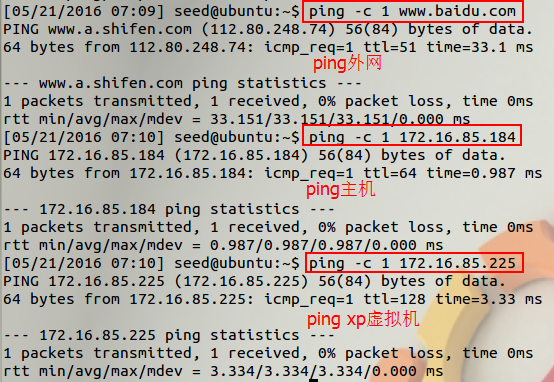 [05/21/2016 07:09] seed@ubuntu:~$ ping -c 1 www.baidu.com
PING www.a.shifen.com (112.80.248.74) 56(84) bytes of data.
64 bytes from 112.80.248.74: icmp_req=1 ttl=51 time=33.1 ms
ping外网
--- www.a.shifen.com ping statistics ---
1 packets transmitted, 1 received, 0% packet loss, time 0ms
rtt min/avg/max/mdev = 33.151/33.151/33.151/0.000 ms
[05/21/2016 07:10] seed@ubuntu:~$ ping -c 1 172.16.85.184
PING 172.16.85.184 (172.16.85.184) 56(84) bytes of data.
64 bytes from 172.16.85.184: icmp_req=1 ttl=64 time=0.987 ms
ping主机
--- 172.16.85.184 ping statistics ---
1 packets transmitted, 1 received, 0% packet loss, time 0ms
rtt min/avg/max/mdev = 0.987/0.987/0.987/0.000 ms
[05/21/2016 07:10] seed@ubuntu:~$ ping -c 1 172.16.85.225
PING 172.16.85.225 (172.16.85.225) 56(84) bytes of data.
64 bytes from 172.16.85.225: icmp_req=1 ttl=128 time=3.33 ms
ping xp虚拟机
--- 172.16.85.225 ping statistics ---
1 packets transmitted, 1 received, 0% packet loss, time 0ms
rtt min/avg/max/mdev = 3.334/3.334/3.334/0.000 ms